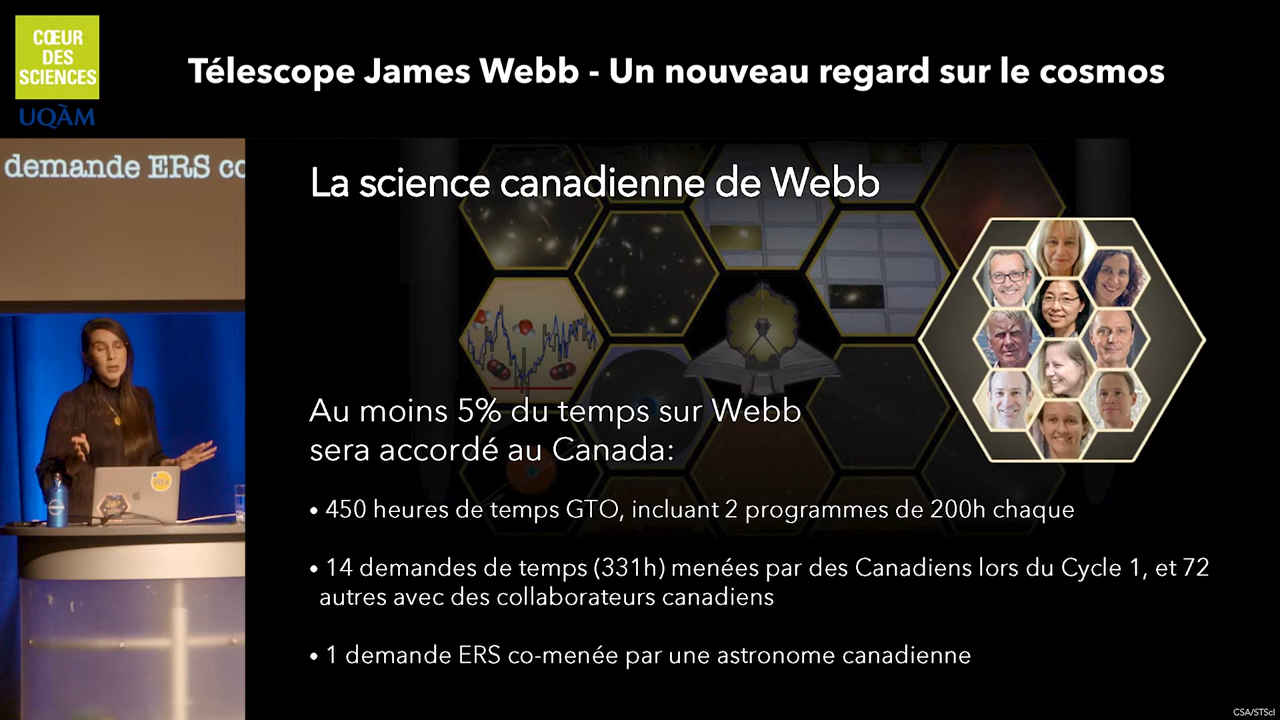 CŒUR
DES
SCIENCES
UQÀM
Télescope James Webb - Un nouveau regard sur le cosmos
demande ERS co
La science canadienne de Webb
Au moins 5% du temps sur Webb
sera accordé au Canada:
• 450 heures de temps GTO, incluant 2 programmes de 200h chaque
• 14 demandes de temps (331h) menées par des Canadiens lors du Cycle 1, et 72
autres avec des collaborateurs canadiens
• 1 demande ERS co-menée par une astronome canadienne
CSA/STScI